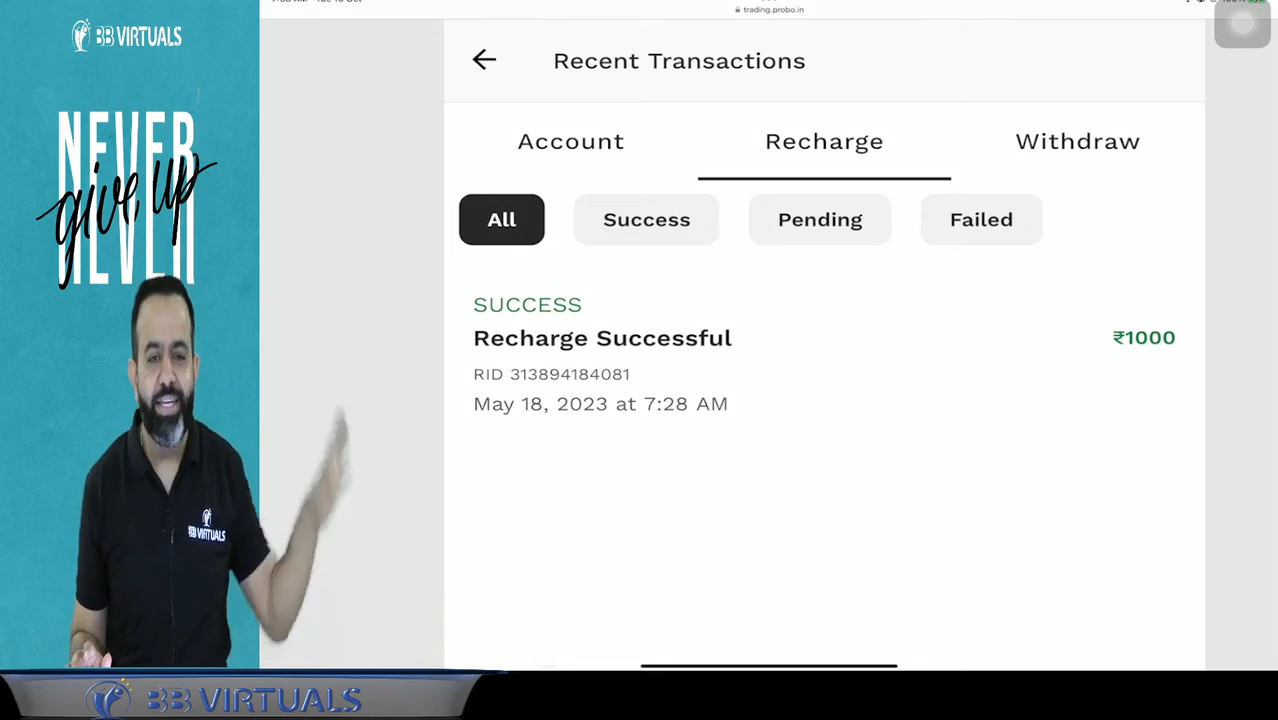 BB VIRTUALS
NEVER
give up
NEVER
BB VIRTUALS
trading.probo.in
Recent Transactions
Account
Recharge
Withdraw
All
Success
Pending
Failed
SUCCESS
Recharge Successful
₹1000
RID 313894184081
May 18, 2023 at 7:28 AM
BB VIRTUALS